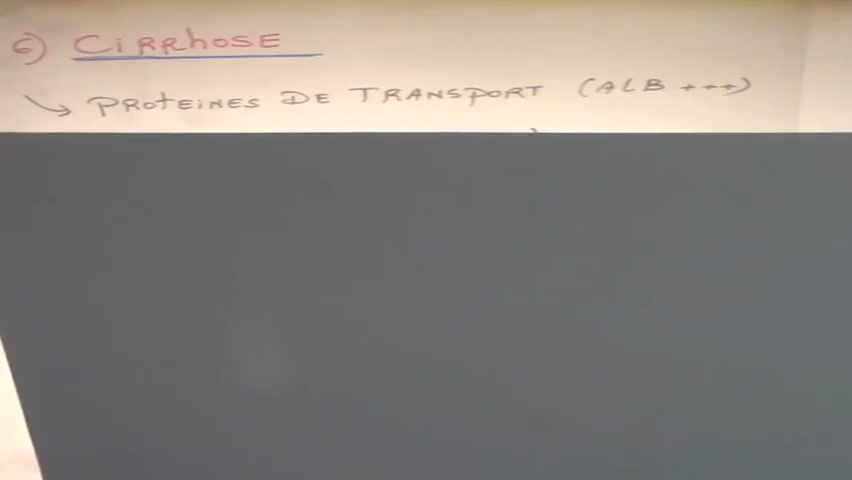 6) CiRRhOSE
↘ PROTEINES DE TRANSPORT (ALB +++)